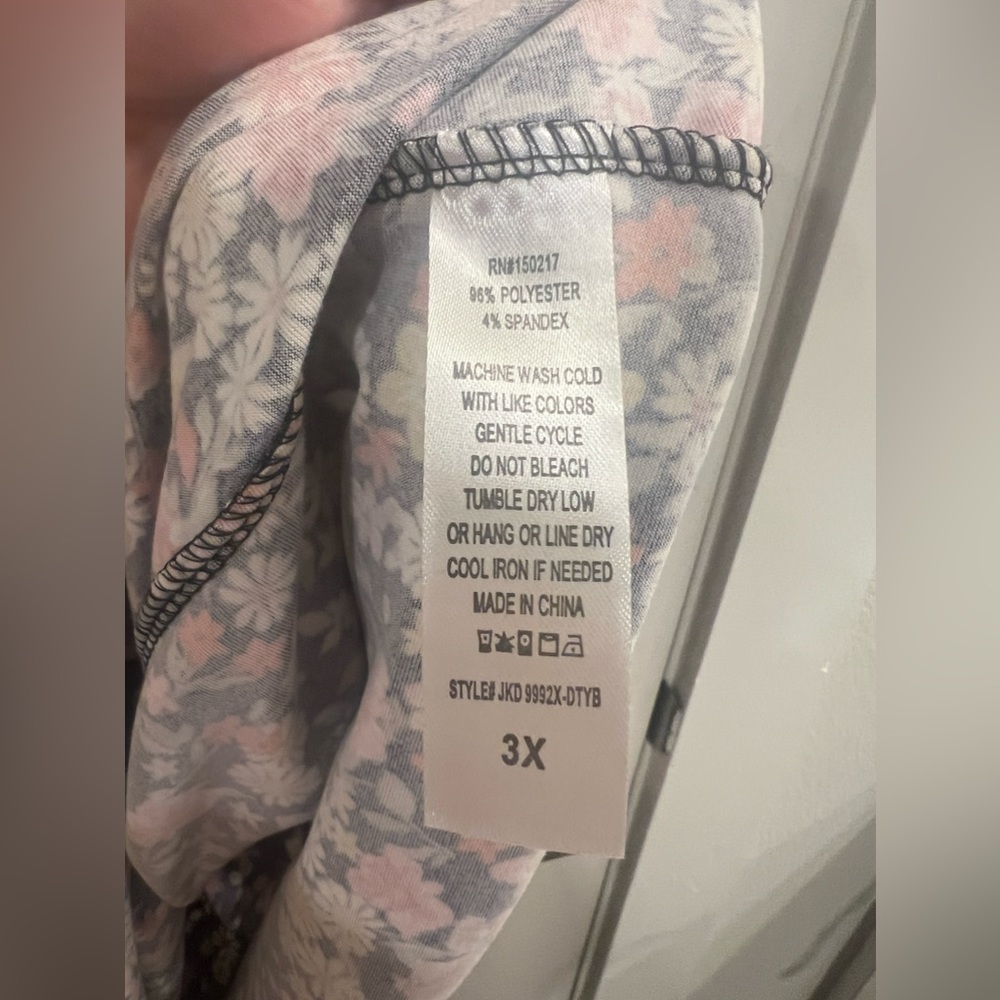 RN#150217
96% POLYESTER
4% SPANDEX
MACHINE WASH COLD
WITH LIKE COLORS
GENTLE CYCLE
DO NOT BLEACH
TUMBLE DRY LOW
OR HANG OR LINE DRY
COOL IRON IF NEEDED
MADE IN CHINA
STYLE# JKD 9992X-DTYB
3X